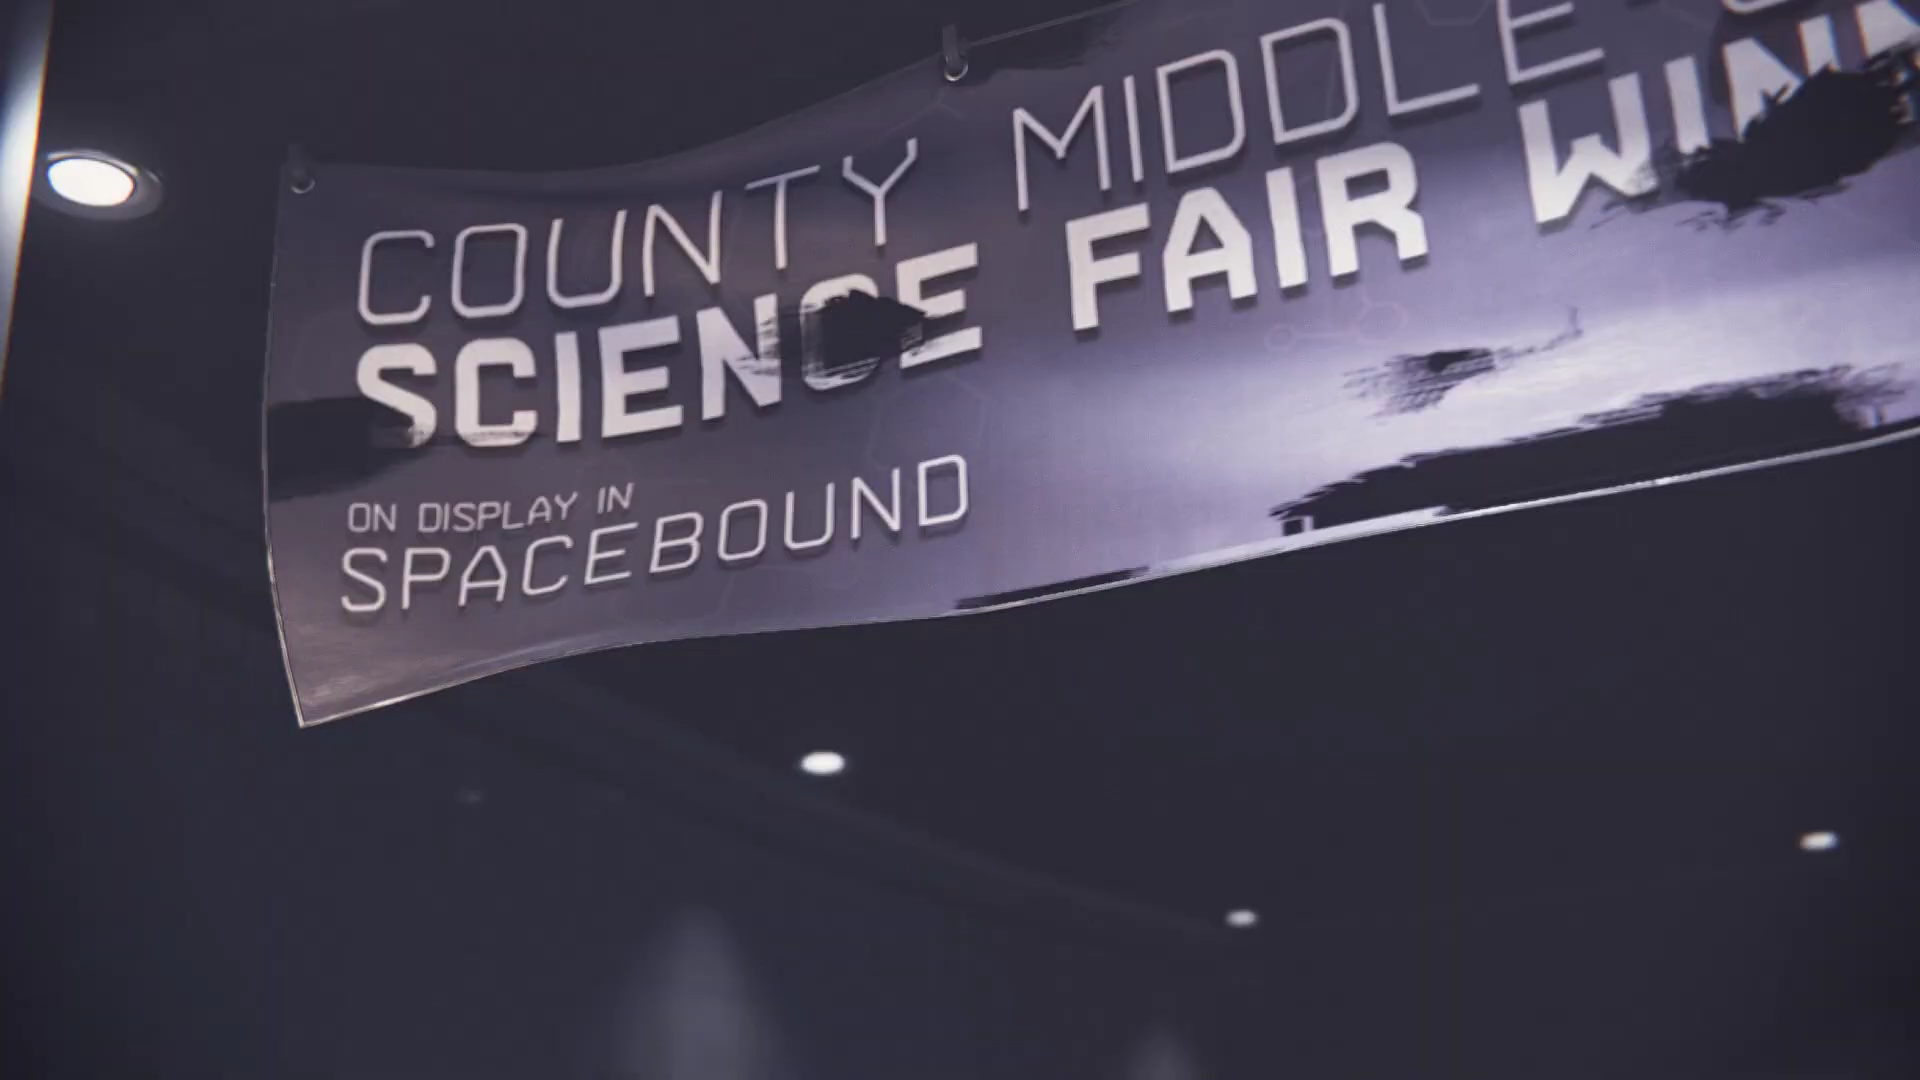 COUNTY MIDDLE
SCIENCE FAIR
ON DISPLAY IN
SPACEBOUND